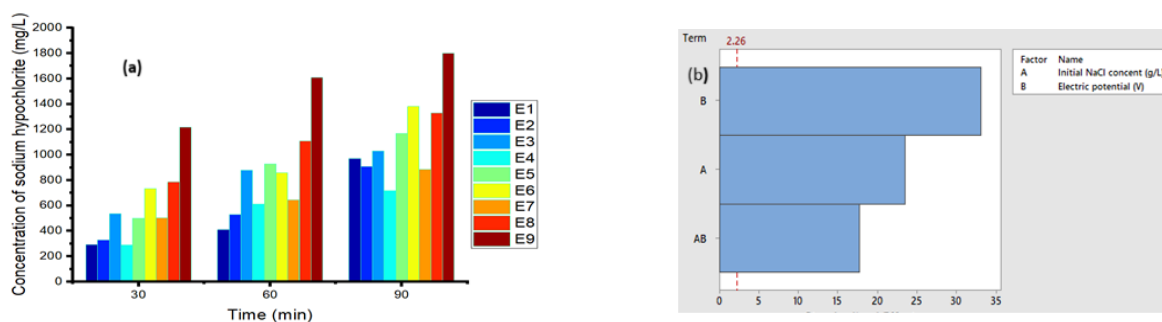 Concentration of sodium hypochlorite (mg/L)
2000
1800
1600
1400
1200
1000
800
600
400
200
0
(a)
30
60
90
Time (min)
E1
E2
E3
E4
E5
E6
E7
E8
E9
Term
2.26
(b)
B
A
AB
0
5
10
15
20
25
30
35
Factor Name
A Initial NaCl concent (g/L)
B Electric potential (V)